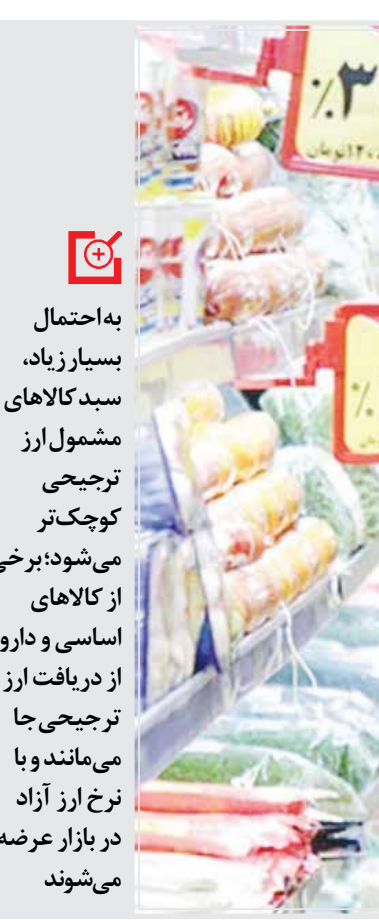 به‌احتمال
بسیار زیاد،
سبد کالاهای
مشمول ارز
ترجیحی
کوچک‌تر
می‌شود؛ برخی
از کالاهای
اساسی و دارو
از دریافت ارز
ترجیحی جا
می‌مانند و با
نرخ ارز آزاد
در بازار عرضه
می‌شوند
٪۳
٪